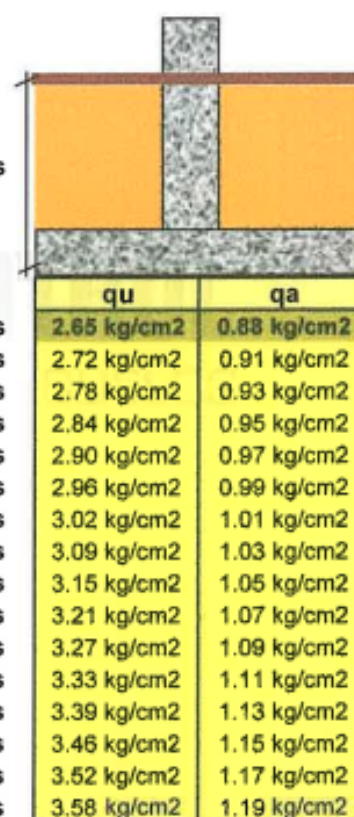 s
qu qa
s 2.65 kg/cm2 0.88 kg/cm2
s 2.72 kg/cm2 0.91 kg/cm2
s 2.78 kg/cm2 0.93 kg/cm2
s 2.84 kg/cm2 0.95 kg/cm2
s 2.90 kg/cm2 0.97 kg/cm2
s 2.96 kg/cm2 0.99 kg/cm2
s 3.02 kg/cm2 1.01 kg/cm2
s 3.09 kg/cm2 1.03 kg/cm2
s 3.15 kg/cm2 1.05 kg/cm2
s 3.21 kg/cm2 1.07 kg/cm2
s 3.27 kg/cm2 1.09 kg/cm2
s 3.33 kg/cm2 1.11 kg/cm2
s 3.39 kg/cm2 1.13 kg/cm2
s 3.46 kg/cm2 1.15 kg/cm2
s 3.52 kg/cm2 1.17 kg/cm2
s 3.58 kg/cm2 1.19 kg/cm2